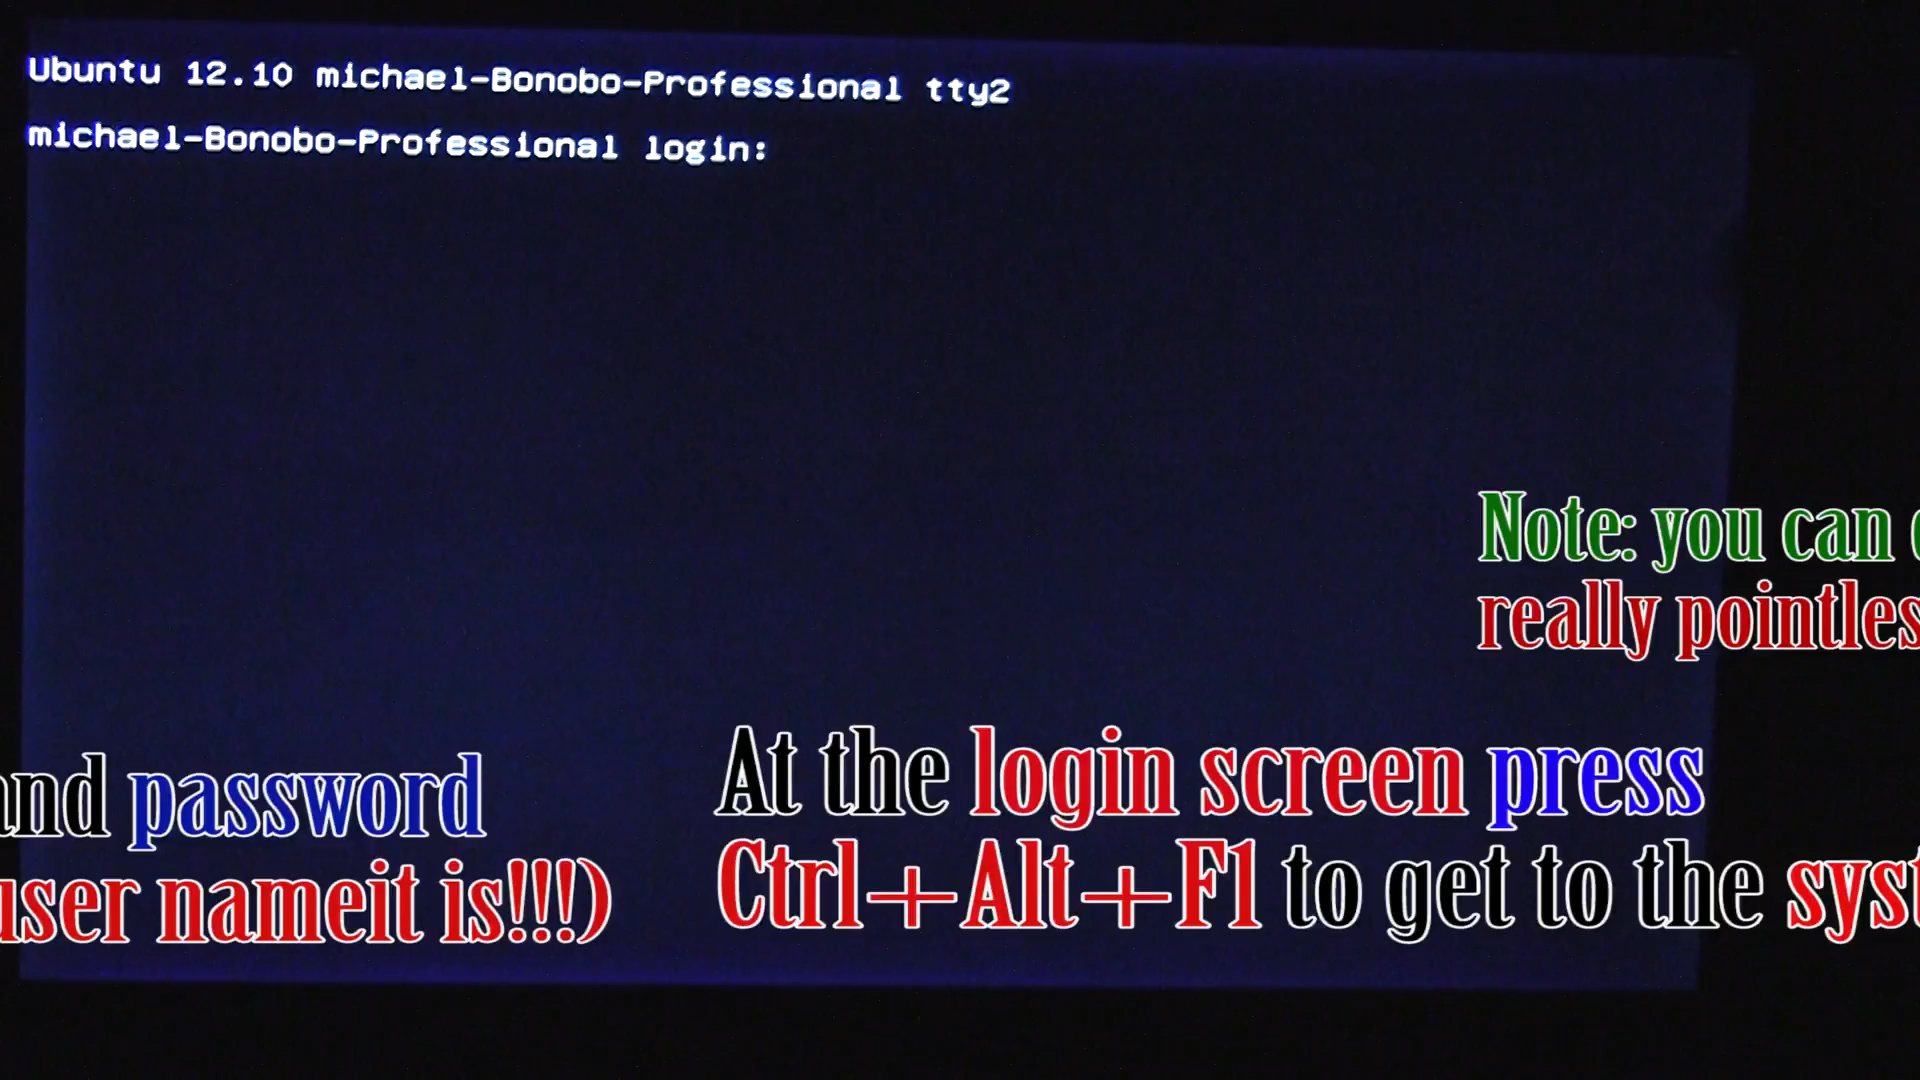 Ubuntu 12.10 michael-Bonobo-Professional tty2
michael-Bonobo-Professional login:
Note: you can
really pointles
and password
user nameit is!!!)
At the login screen press
Ctrl+Alt+F1 to get to the syst